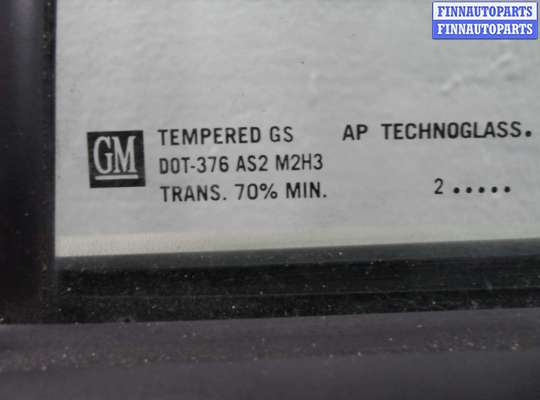 FINNAUTOPARTS
FINNAUTOPARTS
GM
TEMPERED GS AP TECHNOGLASS.
DOT-376 AS2 M2H3
TRANS. 70% MIN. 2.....